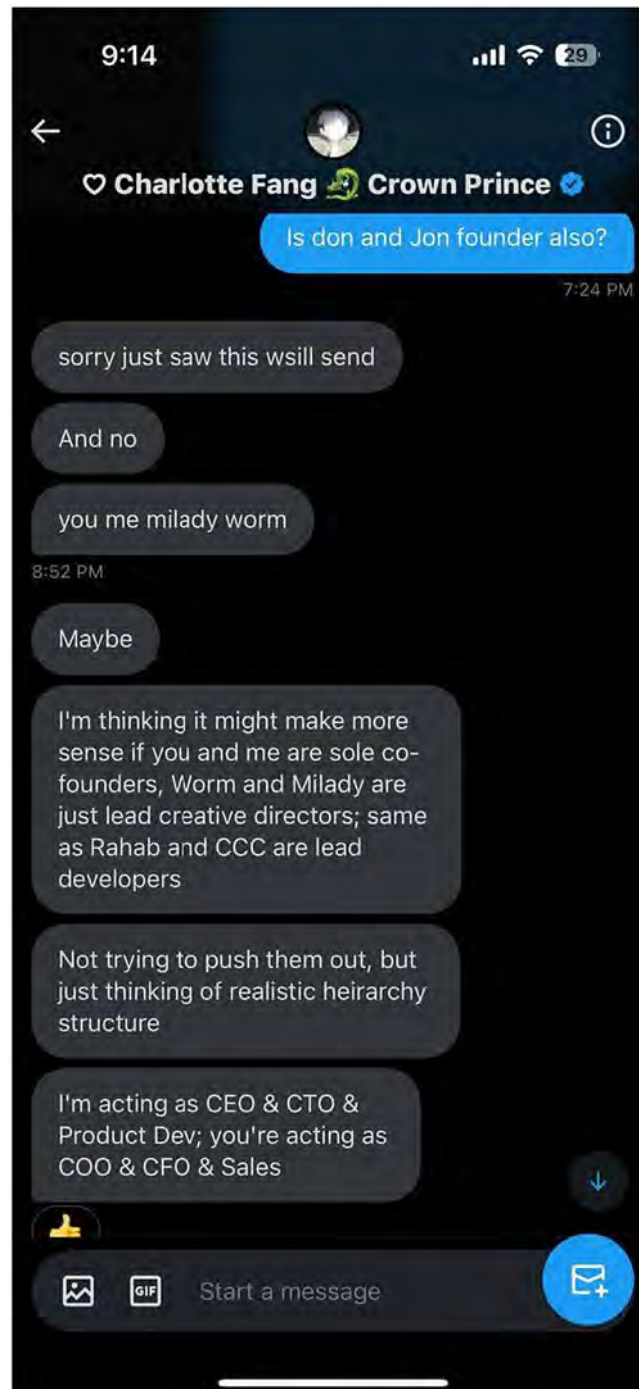 9:14
29
♡ Charlotte Fang 🐉 Crown Prince
Is don and Jon founder also?
7:24 PM
sorry just saw this wsill send
And no
you me milady worm
8:52 PM
Maybe
I'm thinking it might make more
sense if you and me are sole co-
founders, Worm and Milady are
just lead creative directors; same
as Rahab and CCC are lead
developers
Not trying to push them out, but
just thinking of realistic heirarchy
structure
I'm acting as CEO & CTO &
Product Dev; you're acting as
COO & CFO & Sales
👍
GIF
Start a message